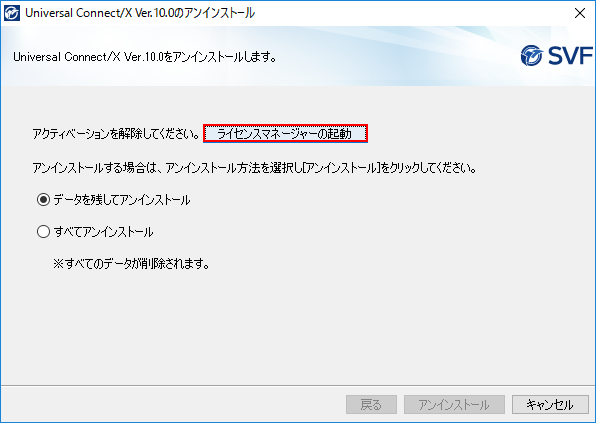 Universal Connect/X Ver.10.0のアンインストール
Universal Connect/X Ver.10.0をアンインストールします。
SVF
アクティベーションを解除してください。 ライセンスマネージャーの起動
アンインストールする場合は、アンインストール方法を選択し[アンインストール]をクリックしてください。
データを残してアンインストール
すべてアンインストール
※すべてのデータが削除されます。
戻る アンインストール キャンセル